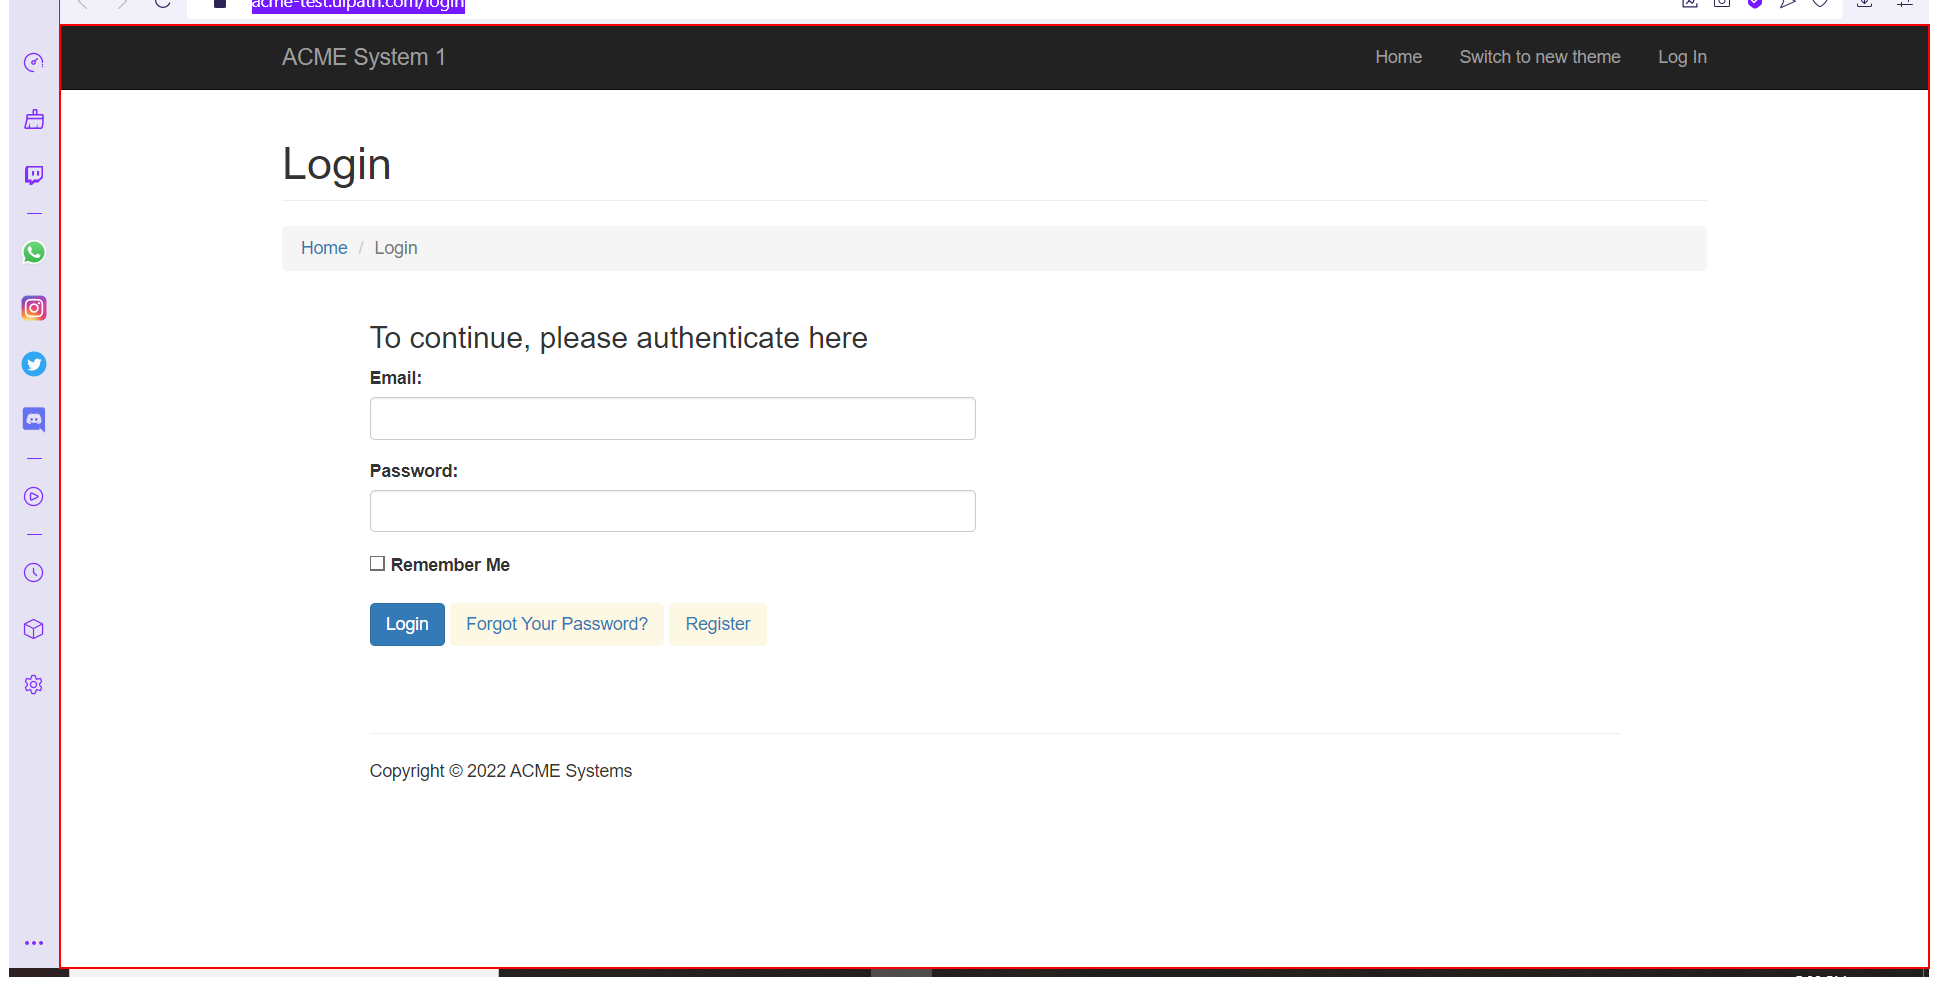 acme-test.uipath.com/login
ACME System 1
Home Switch to new theme Log In
Login
Home / Login
To continue, please authenticate here
Email:
Password:
Remember Me
Login Forgot Your Password? Register
Copyright © 2022 ACME Systems